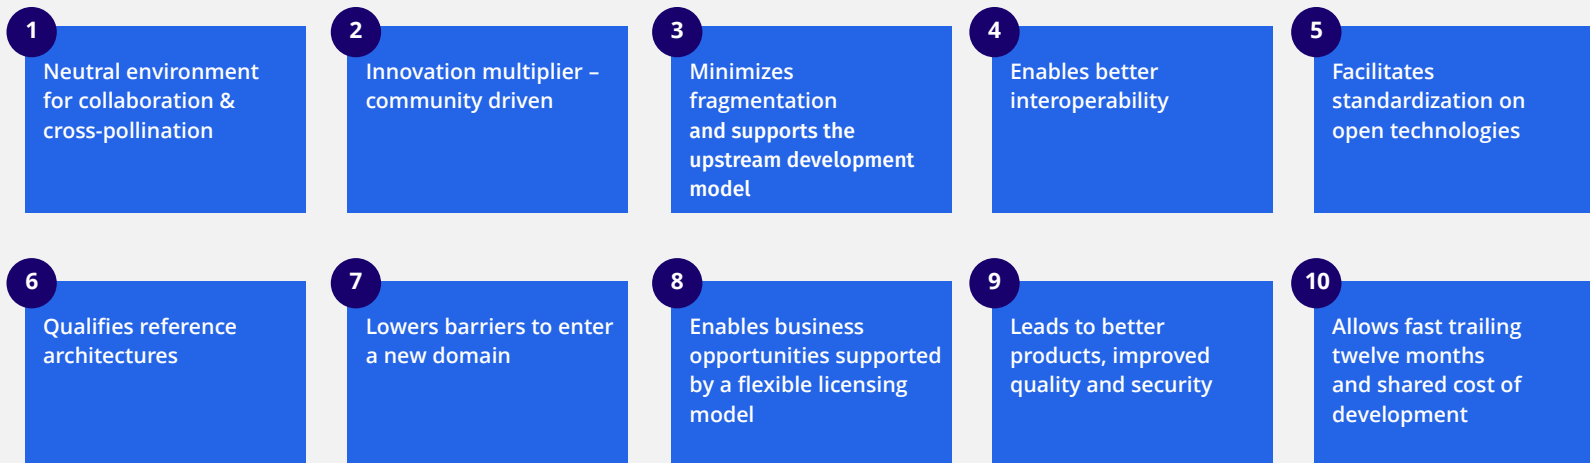 1
Neutral environment
for collaboration &
cross-pollination
2
Innovation multiplier –
community driven
3
Minimizes
fragmentation
and supports the
upstream development
model
4
Enables better
interoperability
5
Facilitates
standardization on
open technologies
6
Qualifies reference
architectures
7
Lowers barriers to enter
a new domain
8
Enables business
opportunities supported
by a flexible licensing
model
9
Leads to better
products, improved
quality and security
10
Allows fast trailing
twelve months
and shared cost of
development